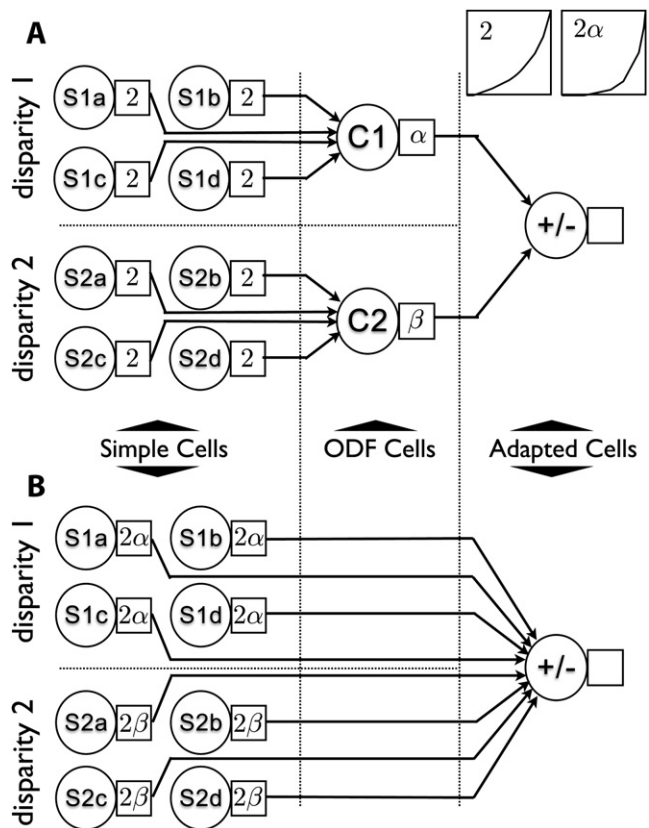 A
2 2α
disparity 1
S1a 2 S1b 2
C1 α
S1c 2 S1d 2
+/-
disparity 2
S2a 2 S2b 2
C2 β
S2c 2 S2d 2
Simple Cells ODF Cells Adapted Cells
B
disparity 1
S1a 2α S1b 2α
S1c 2α S1d 2α
+/-
disparity 2
S2a 2β S2b 2β
S2c 2β S2d 2β